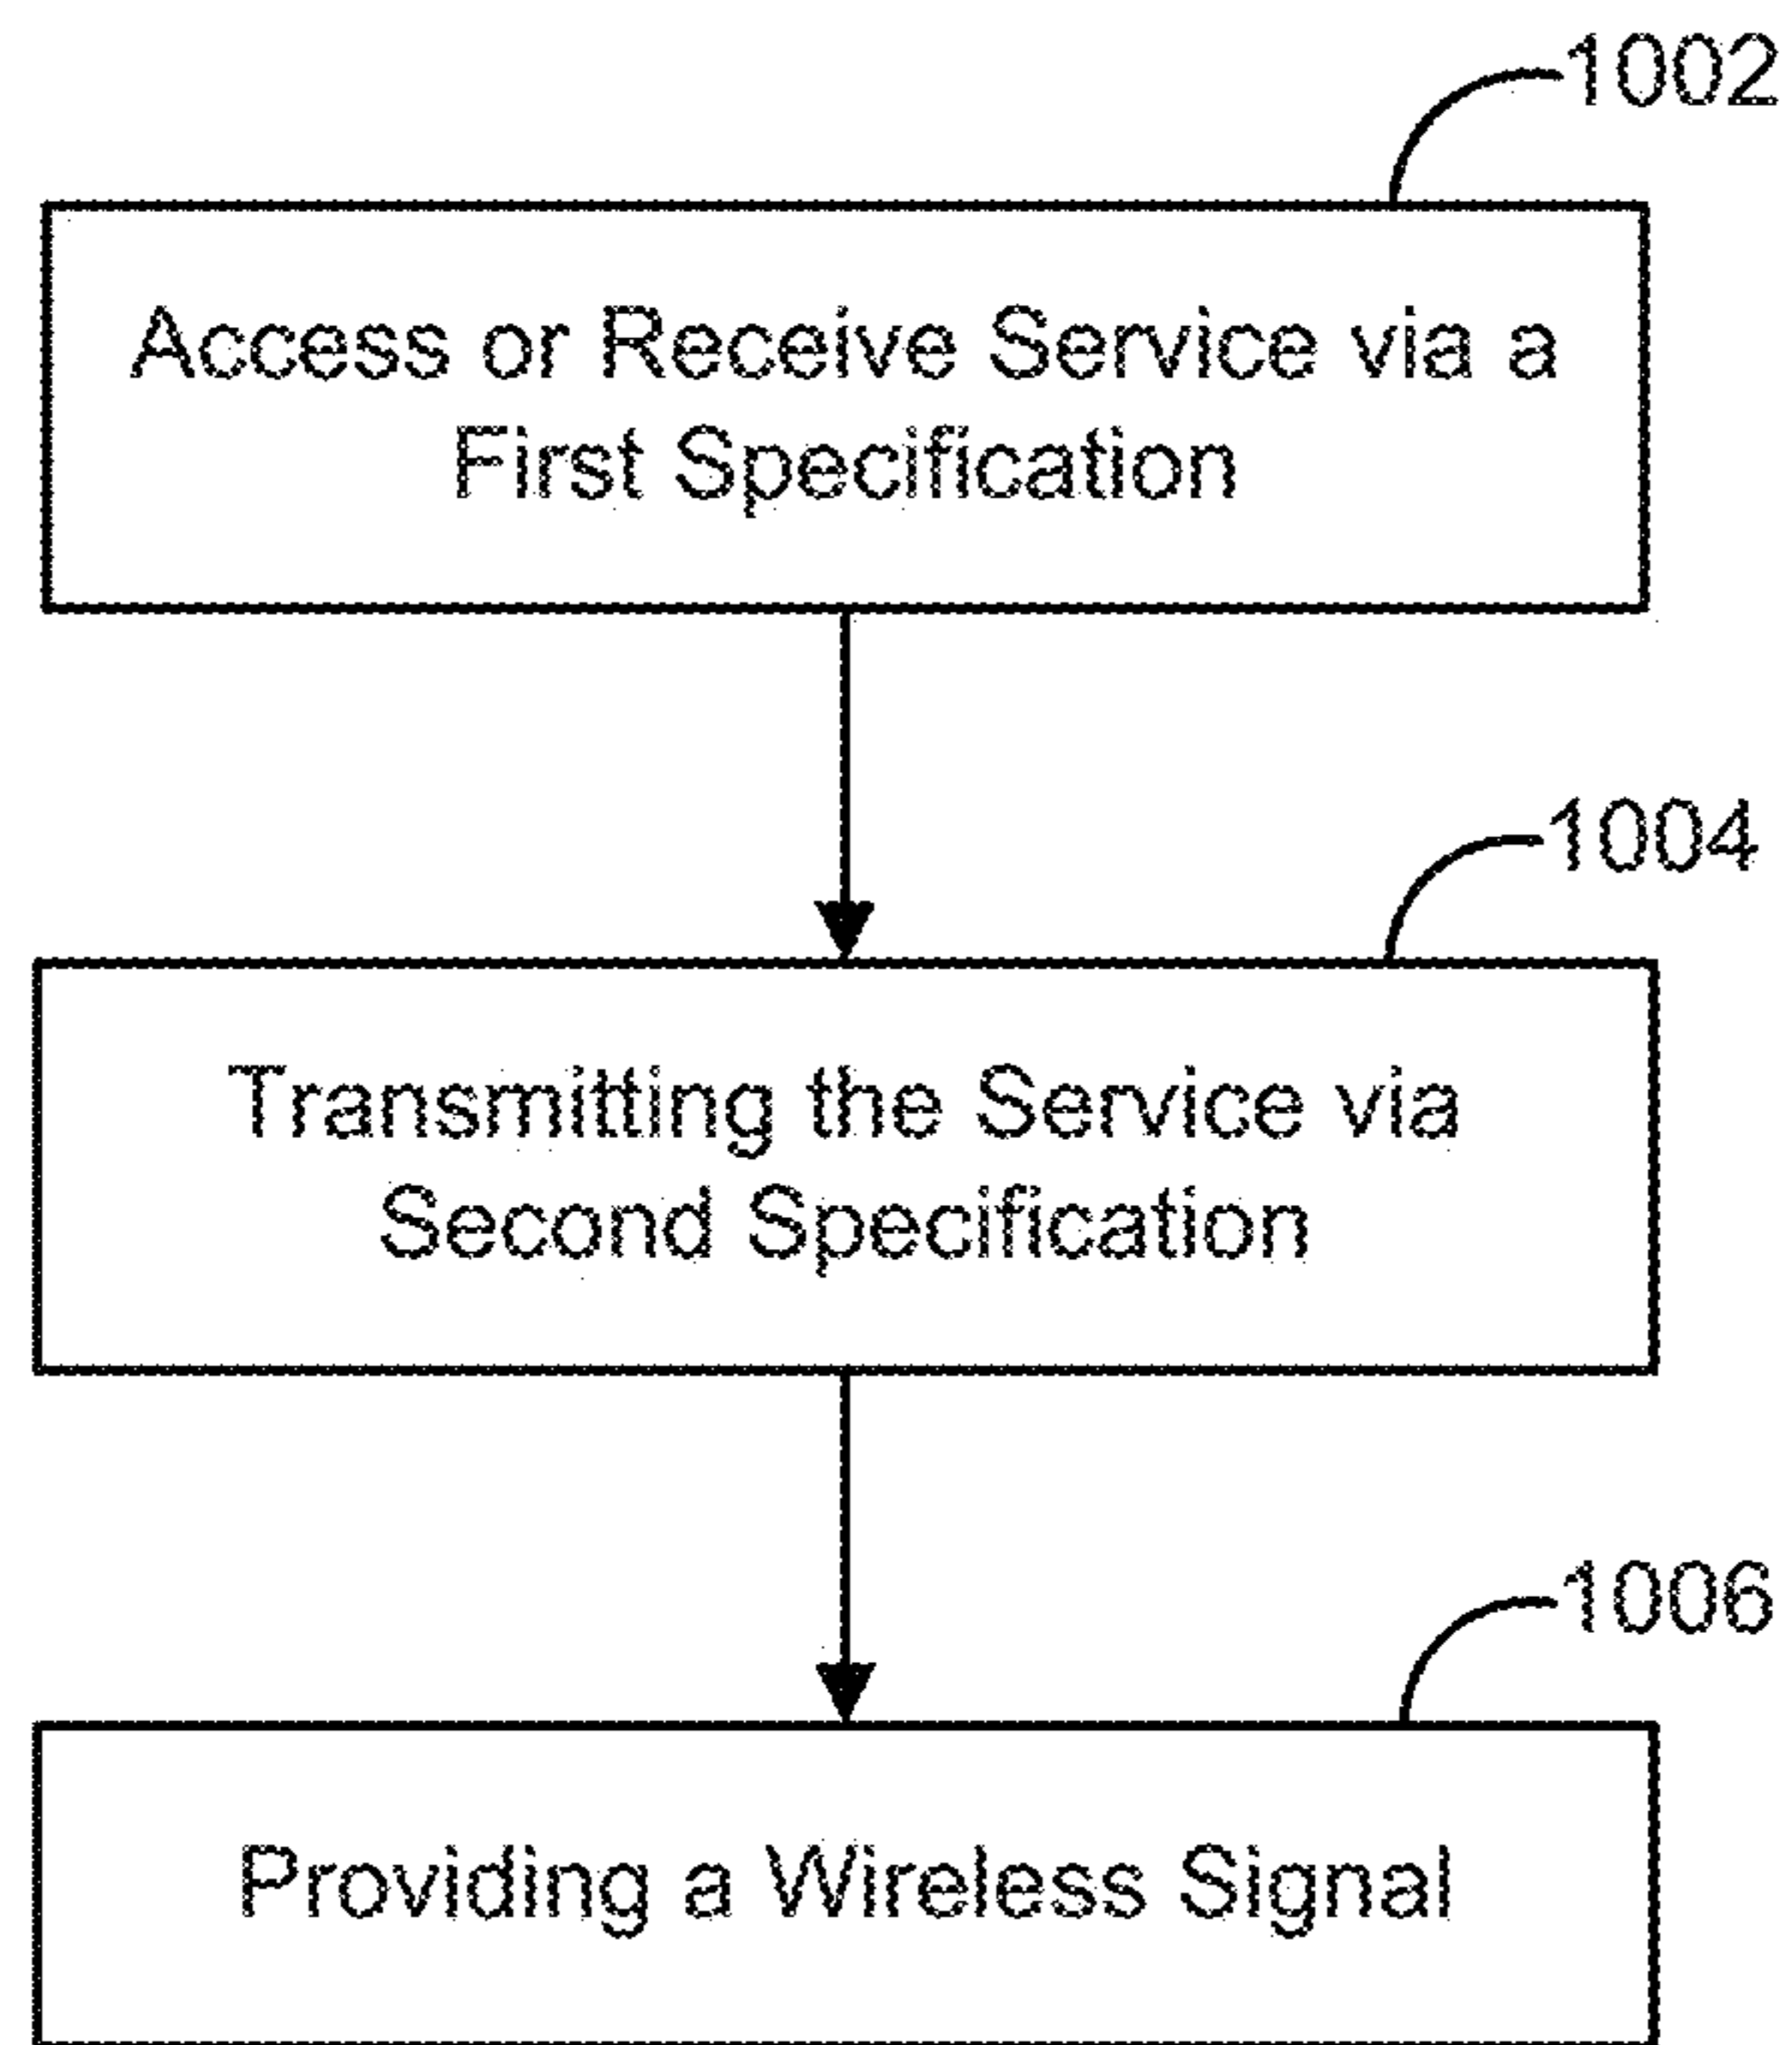 1002
Access or Receive Service via a
First Specification
1004
Transmitting the Service via
Second Specification
1006
Providing a Wireless Signal